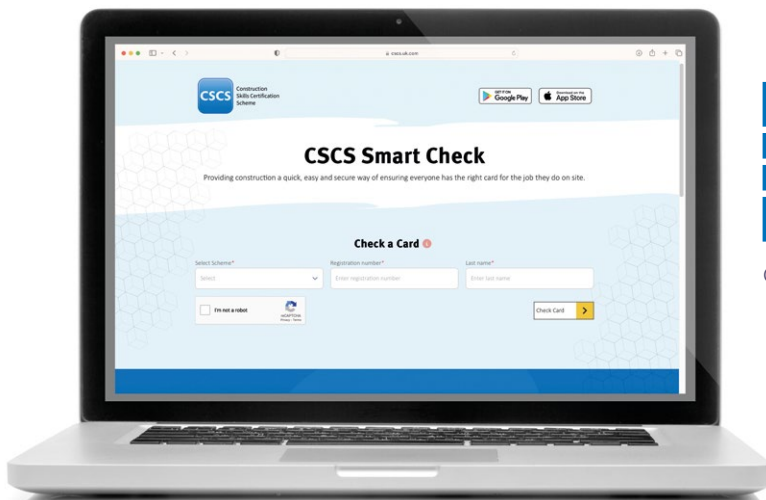 cscs.uk.com
CSCS
Construction
Skills Certification
Scheme
GET IT ON
Google Play
Download on the
App Store
CSCS Smart Check
Providing construction a quick, easy and secure way of ensuring everyone has the right card for the job they do on site.
Check a Card
Select Scheme*
Registration number*
Last name*
Select
Enter registration number
Enter last name
I'm not a robot
reCAPTCHA
Privacy - Terms
Check Card